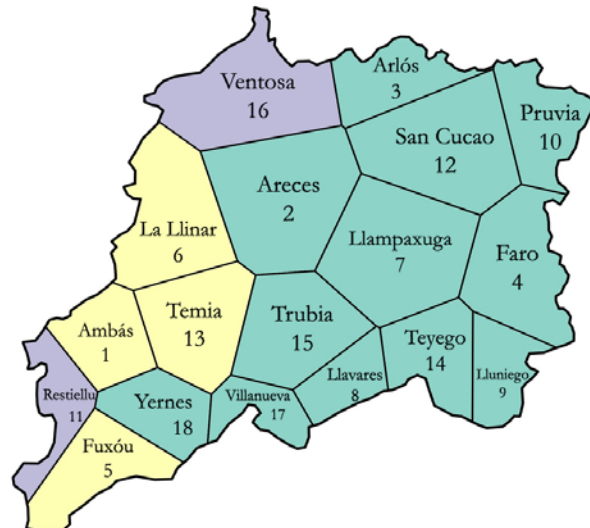 Ventosa
16
Arlós
3
Pruvia
10
San Cucao
12
Areces
2
La Llinar
6
Llampaxuga
7
Faro
4
Temia
13
Trubia
15
Ambás
1
Teyego
14
Lluniego
9
Restiellu
11
Yernes
18
Villanueva
17
Llavares
8
Fuxóu
5